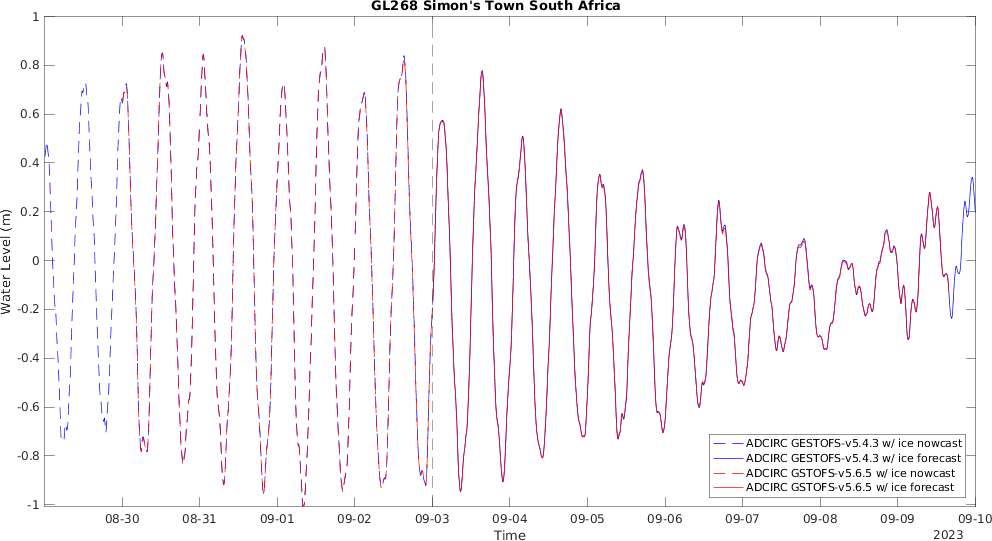 GL268 Simon's Town South Africa
1
0.8
0.6
0.4
0.2
0
-0.2
-0.4
-0.6
-0.8
-1
Water Level (m)
ADCIRC GESTOFS-v5.4.3 w/ ice nowcast
ADCIRC GESTOFS-v5.4.3 w/ ice forecast
ADCIRC GSTOFS-v5.6.5 w/ ice nowcast
ADCIRC GSTOFS-v5.6.5 w/ ice forecast
08-30 08-31 09-01 09-02 09-03 09-04 09-05 09-06 09-07 09-08 09-09 09-10
Time
2023